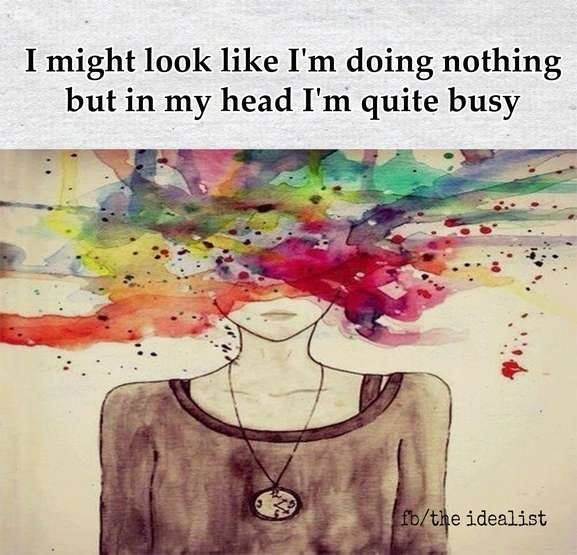 I might look like I'm doing nothing
but in my head I'm quite busy
fb/the idealist